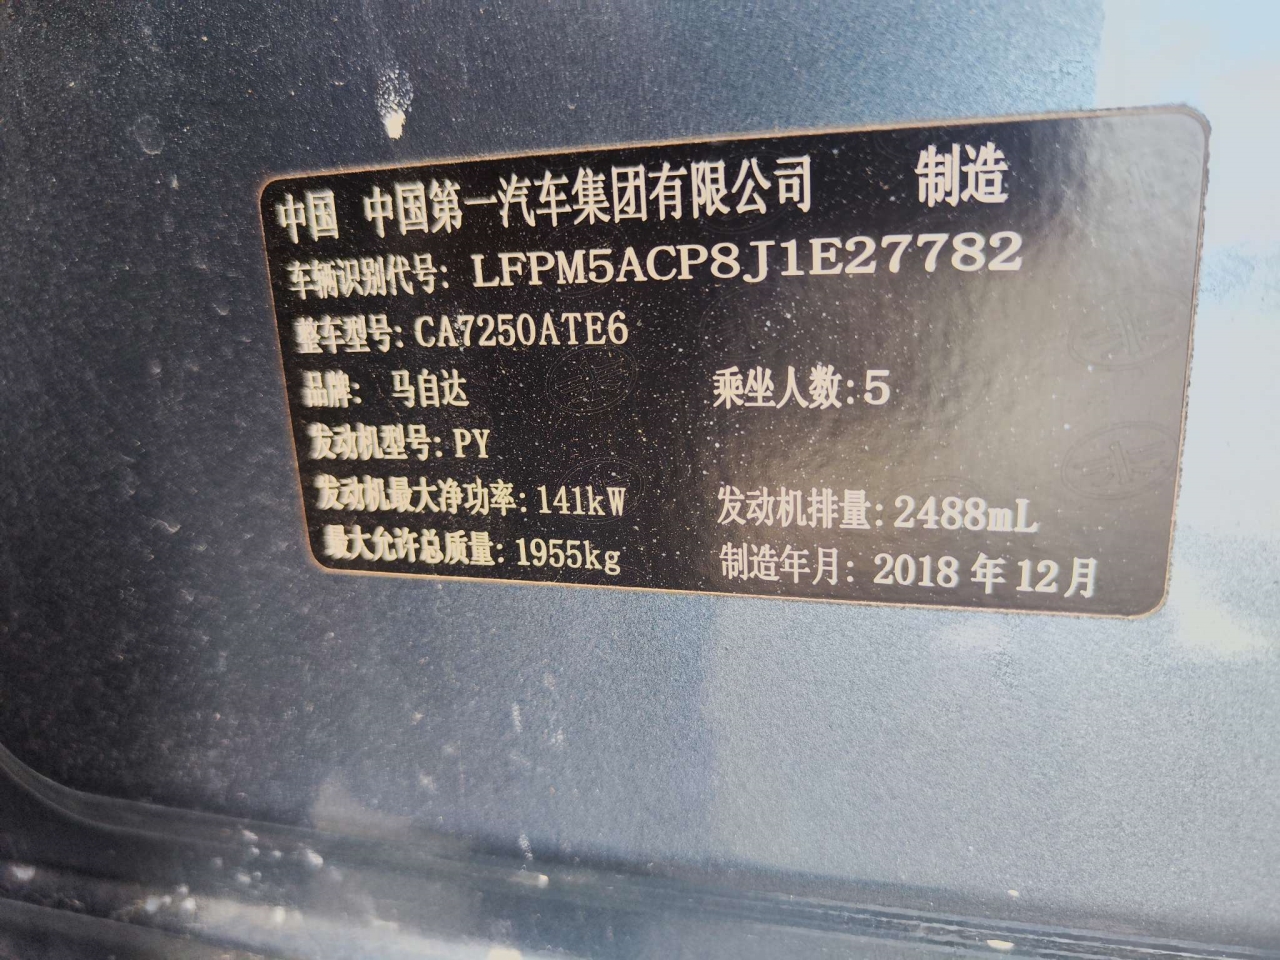 中国 中国第一汽车集团有限公司 制造
车辆识别代号: LFPM5ACP8J1E27782
整车型号: CA7250ATE6
品牌: 马自达 乘坐人数: 5
发动机型号: PY
发动机最大净功率: 141kW 发动机排量: 2488mL
最大允许总质量: 1955kg 制造年月: 2018 年 12 月